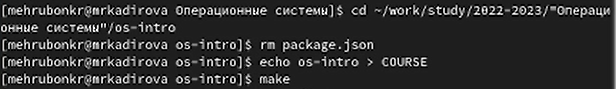 [mehrubonkr@mrkadirova Операционные системы]$ cd ~/work/study/2022-2023/"Операци
онные системы"/os-intro
[mehrubonkr@mrkadirova os-intro]$ rm package.json
[mehrubonkr@mrkadirova os-intro]$ echo os-intro > COURSE
[mehrubonkr@mrkadirova os-intro]$ make